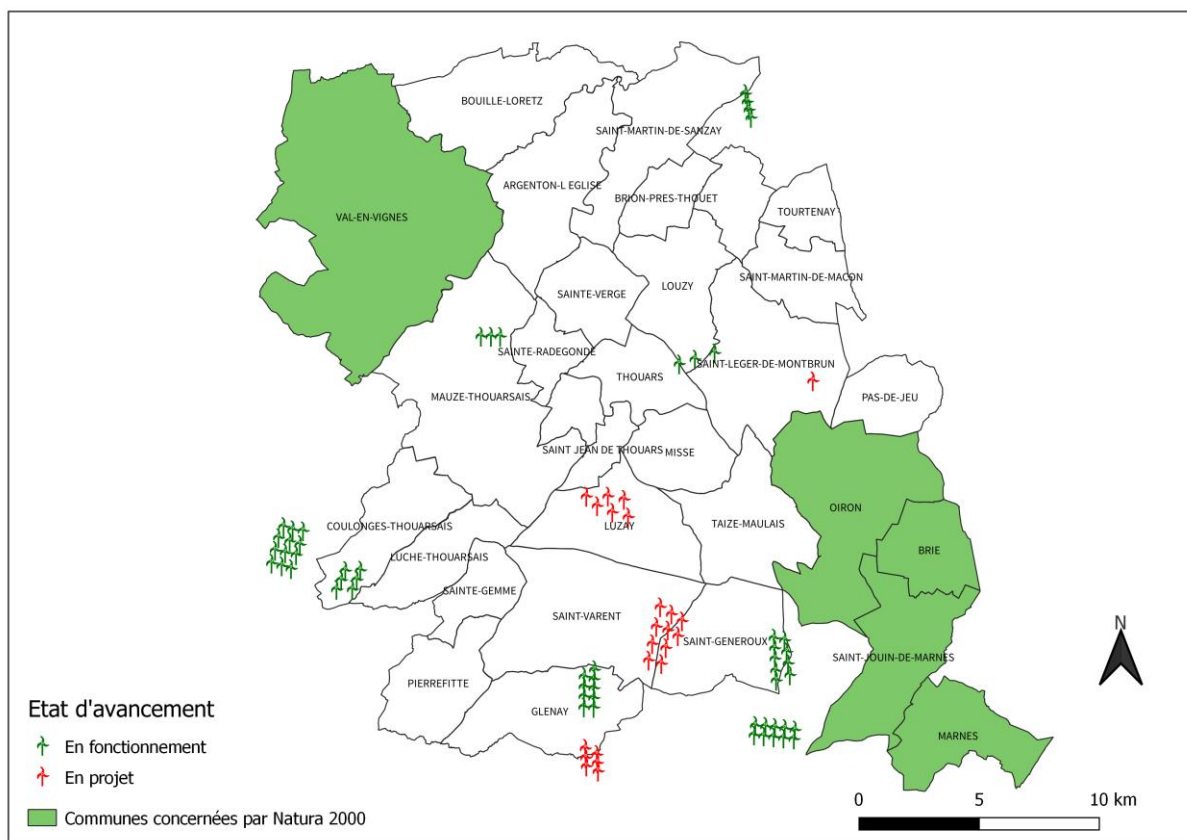 BOUILLE-LORETZ
SAINT-MARTIN-DE-SANZAY
ARGENTON-L EGLISE
BRION-PRES-THOUET
TOURTENAY
VAL-EN-VIGNES
SAINT-MARTIN-DE-MACON
LOUZY
SAINTE-VERGE
SAINTE-RADEGONDE
SAINT-LEGER-DE-MONTBRUN
THOUARS
MAUZE-THOUARSAIS
PAS-DE-JEU
SAINT JEAN DE THOUARS
MISSE
OIRON
COULONGES-THOUARSAIS
LUZAY
TAIZE-MAULAIS
LUCHE-THOUARSAIS
BRIE
SAINTE-GEMME
SAINT-VARENT
SAINT-GENEROUX
SAINT-JOUIN-DE-MARNES
PIERREFITTE
GLENAY
MARNES
N
Etat d'avancement
En fonctionnement
En projet
Communes concernées par Natura 2000
0 5 10 km